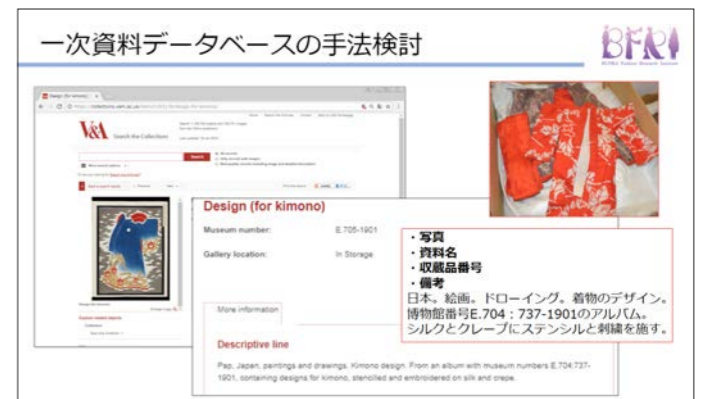 一次資料データベースの手法検討
BFRI
Design (for kimono)
V&A
Search the Collections
Search
Design (for kimono)
Museum number: E.705-1901
Gallery location: In Storage
More information
Descriptive line
Pap, Japan, paintings and drawings. Kimono design. From an album with museum numbers E.704:737-
1901, containing designs for kimono, stencilled and embroidered on silk and crepe.
・写真
・資料名
・収蔵品番号
・備考
日本。絵画。ドローイング。着物のデザイン。
博物館番号E.704：737-1901のアルバム。
シルクとクレープにステンシルと刺繍を施す。